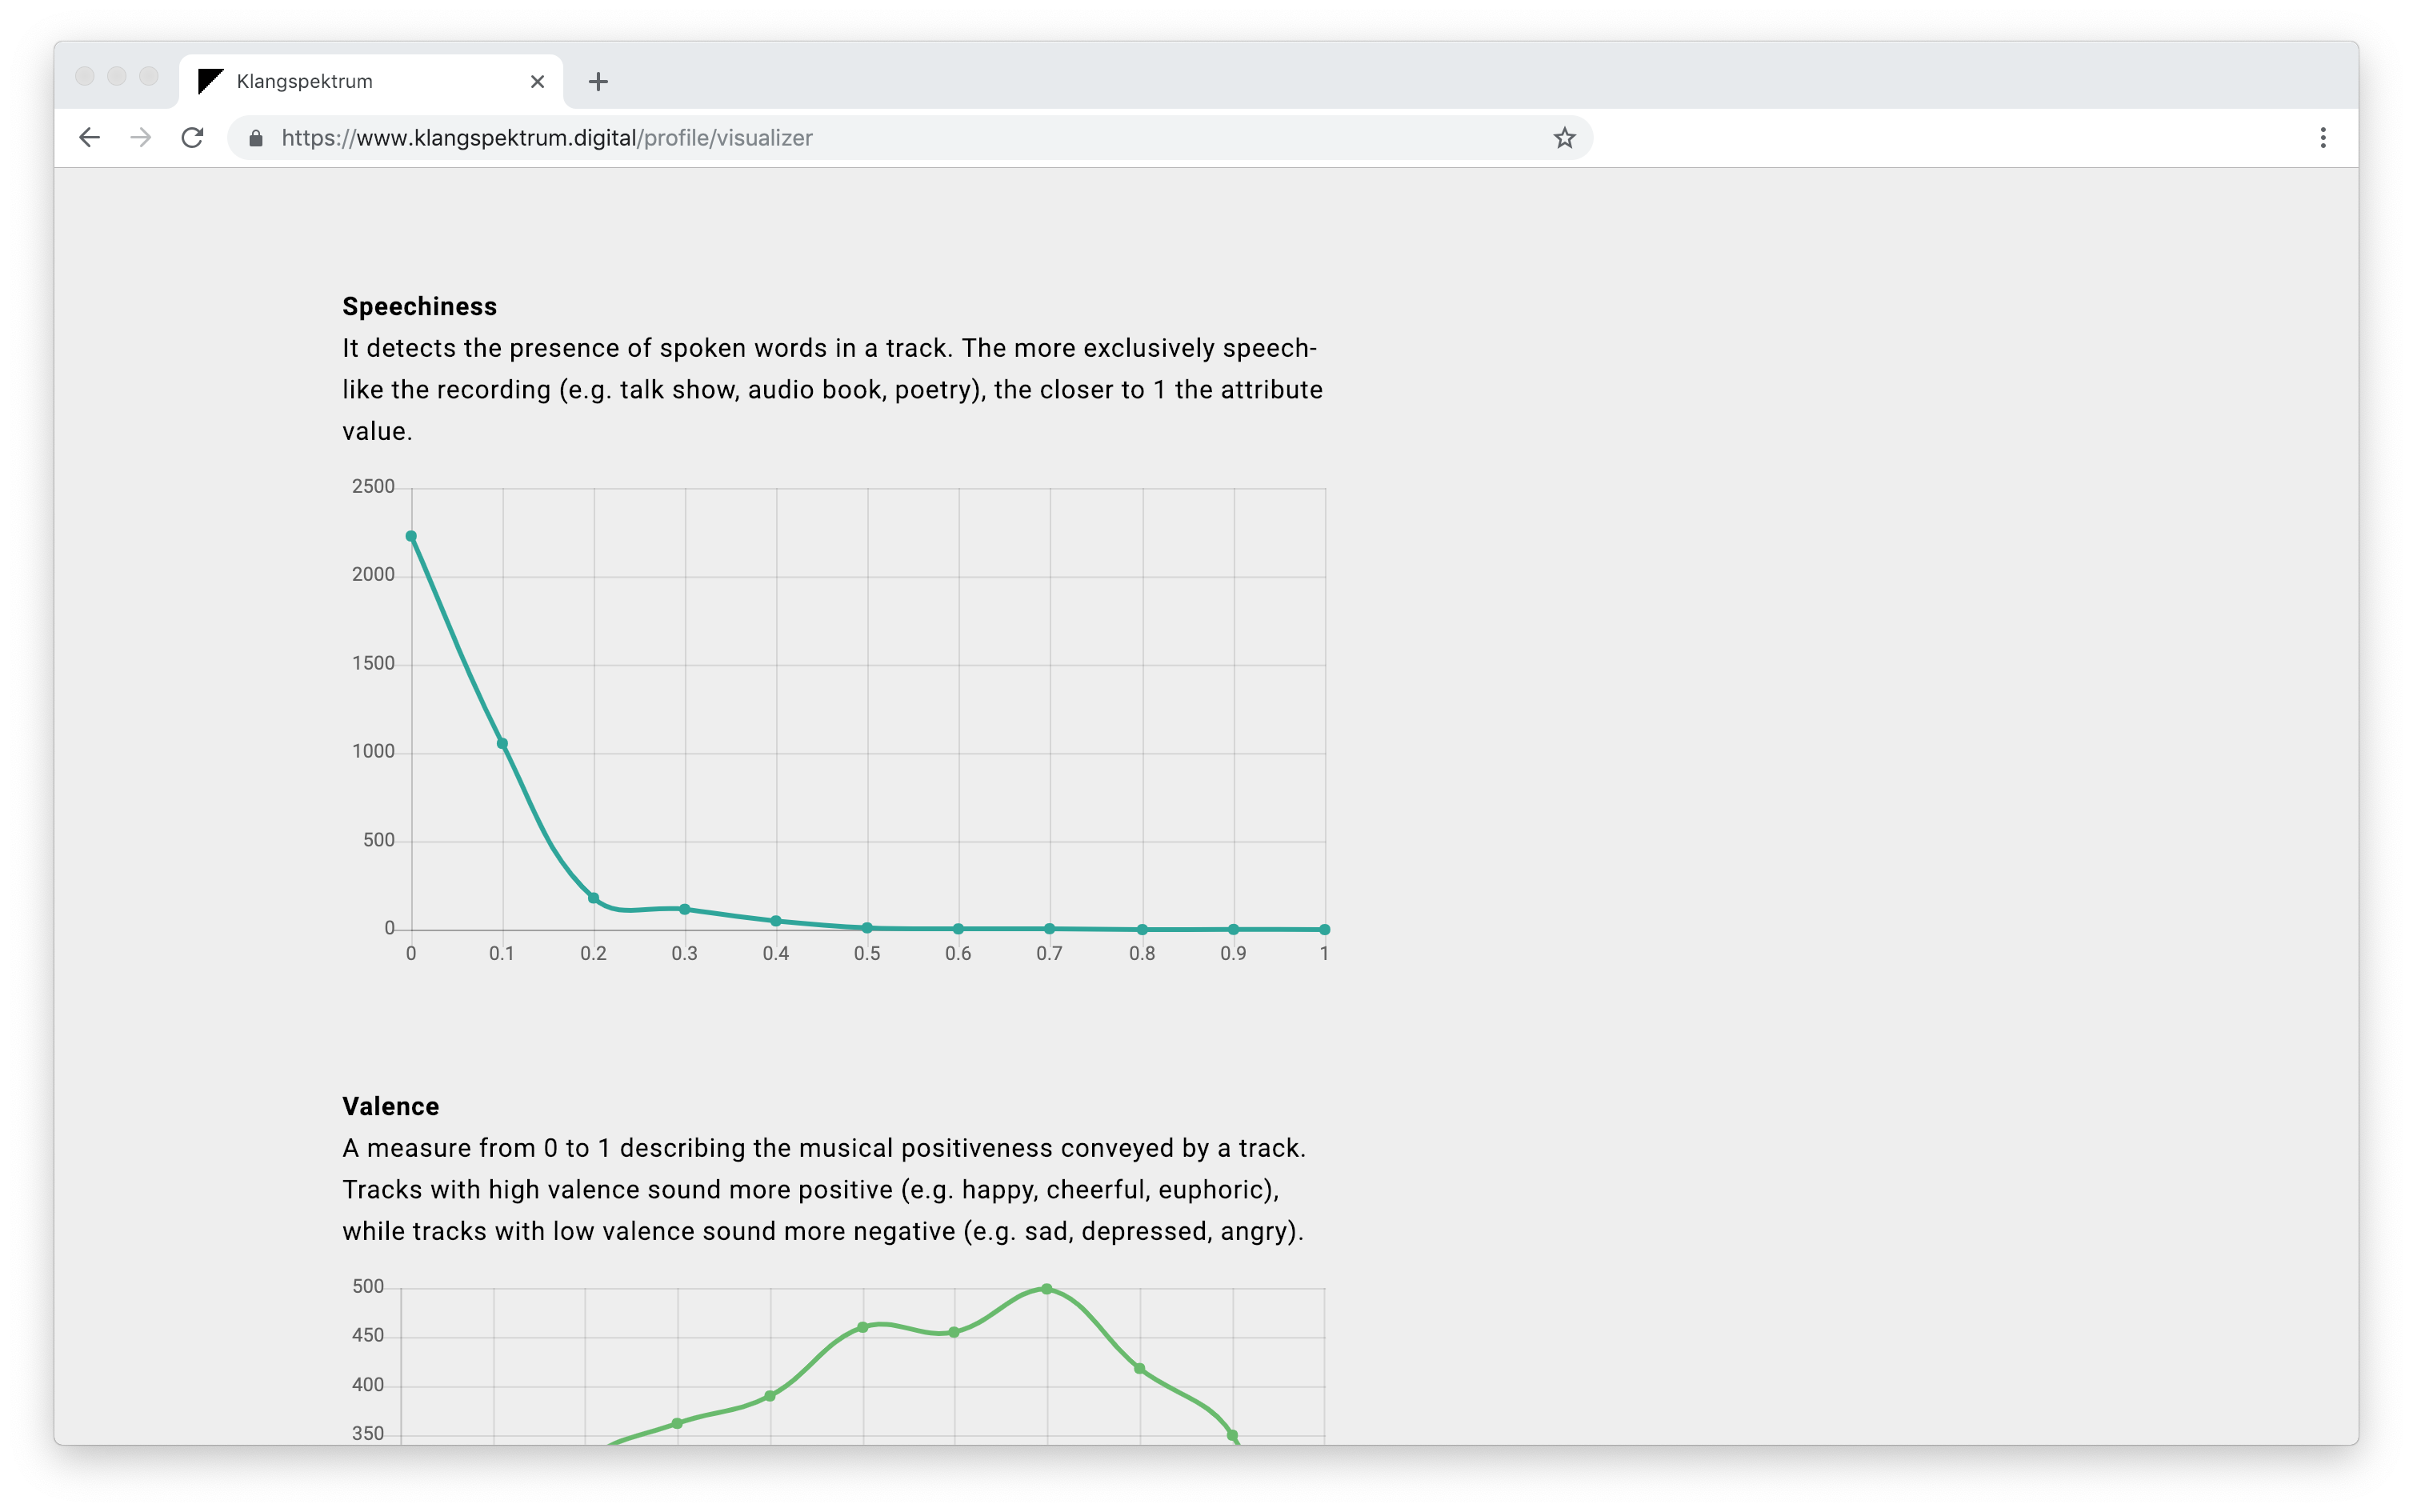 Klangspektrum
https://www.klangspektrum.digital/profile/visualizer
Speechiness
It detects the presence of spoken words in a track. The more exclusively speech-
like the recording (e.g. talk show, audio book, poetry), the closer to 1 the attribute
value.
2500
2000
1500
1000
500
0
0 0.1 0.2 0.3 0.4 0.5 0.6 0.7 0.8 0.9 1
Valence
A measure from 0 to 1 describing the musical positiveness conveyed by a track.
Tracks with high valence sound more positive (e.g. happy, cheerful, euphoric),
while tracks with low valence sound more negative (e.g. sad, depressed, angry).
500
450
400
350